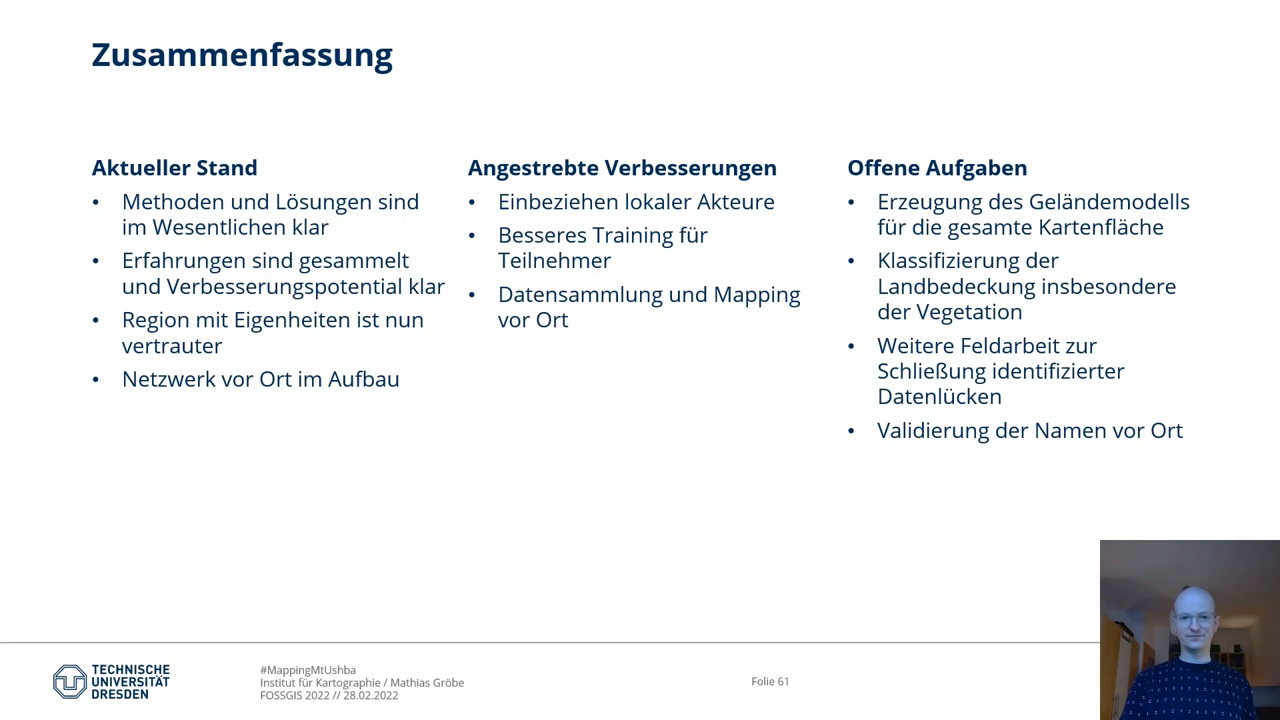 Zusammenfassung
Aktueller Stand
• Methoden und Lösungen sind
im Wesentlichen klar
• Erfahrungen sind gesammelt
und Verbesserungspotential klar
• Region mit Eigenheiten ist nun
vertrauter
• Netzwerk vor Ort im Aufbau
Angestrebte Verbesserungen
• Einbeziehen lokaler Akteure
• Besseres Training für
Teilnehmer
• Datensammlung und Mapping
vor Ort
Offene Aufgaben
• Erzeugung des Geländemodells
für die gesamte Kartenfläche
• Klassifizierung der
Landbedeckung insbesondere
der Vegetation
• Weitere Feldarbeit zur
Schließung identifizierter
Datenlücken
• Validierung der Namen vor Ort
TECHNISCHE
UNIVERSITÄT
DRESDEN
#MappingMtUshba
Institut für Kartographie / Mathias Gröbe
FOSSGIS 2022 // 28.02.2022
Folie 61